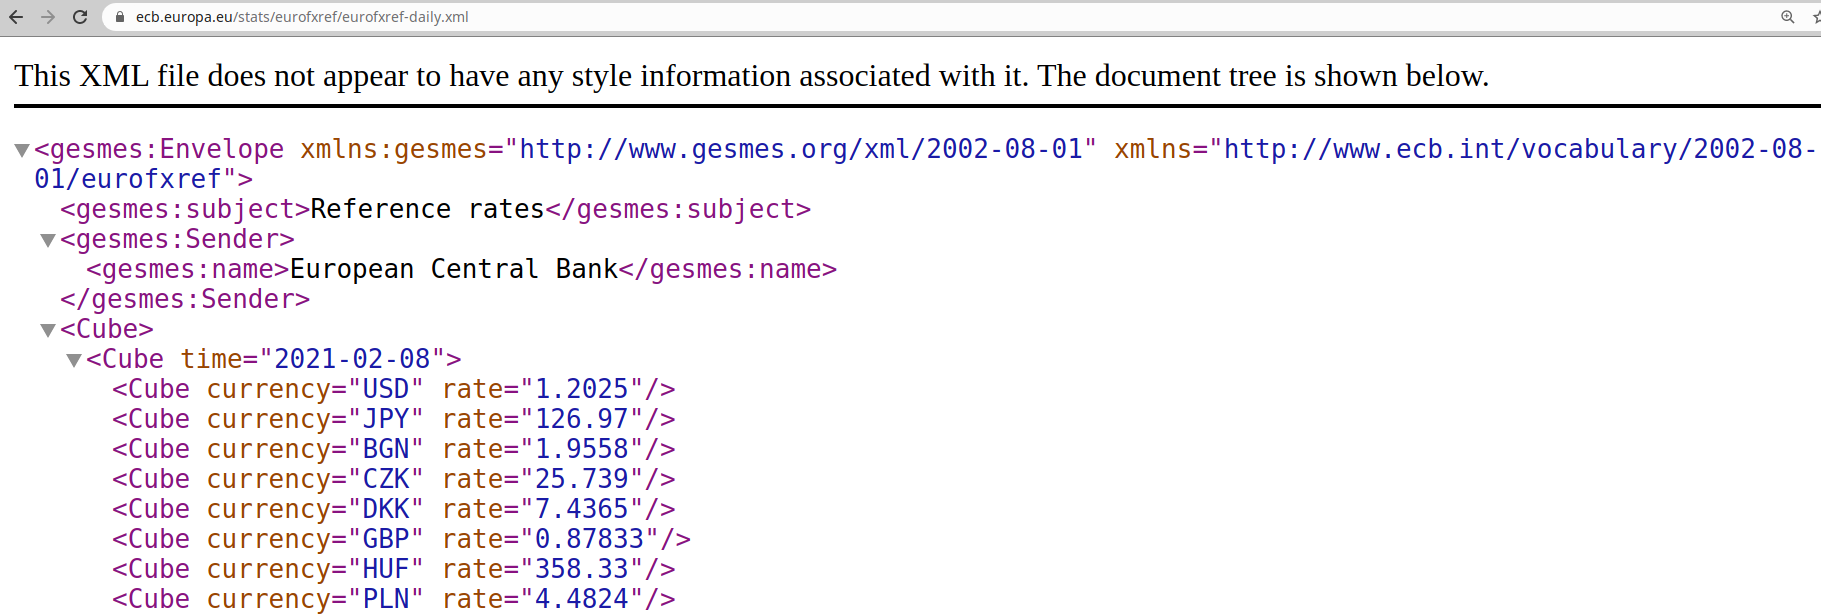 ecb.europa.eu/stats/eurofxref/eurofxref-daily.xml
This XML file does not appear to have any style information associated with it. The document tree is shown below.
<gesmes:Envelope xmlns:gesmes="http://www.gesmes.org/xml/2002-08-01" xmlns="http://www.ecb.int/vocabulary/2002-08-
01/eurofxref">
<gesmes:subject>Reference rates</gesmes:subject>
<gesmes:Sender>
<gesmes:name>European Central Bank</gesmes:name>
</gesmes:Sender>
<Cube>
<Cube time="2021-02-08">
<Cube currency="USD" rate="1.2025"/>
<Cube currency="JPY" rate="126.97"/>
<Cube currency="BGN" rate="1.9558"/>
<Cube currency="CZK" rate="25.739"/>
<Cube currency="DKK" rate="7.4365"/>
<Cube currency="GBP" rate="0.87833"/>
<Cube currency="HUF" rate="358.33"/>
<Cube currency="PLN" rate="4.4824"/>